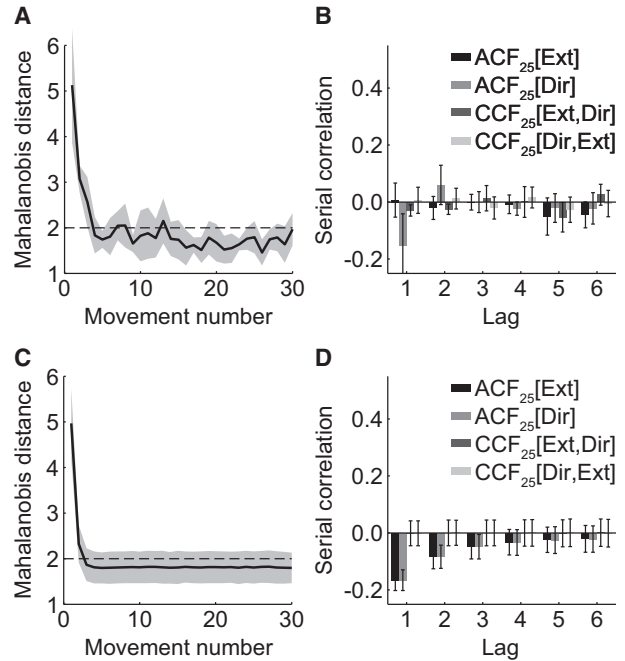 A
Mahalanobis distance
6
5
4
3
2
1
0
10
20
30
Movement number
B
Serial correlation
0.4
0.2
0.0
-0.2
ACF25[Ext]
ACF25[Dir]
CCF25[Ext,Dir]
CCF25[Dir,Ext]
1 2 3 4 5 6
Lag
C
Mahalanobis distance
6
5
4
3
2
1
0
10
20
30
Movement number
D
Serial correlation
0.4
0.2
0.0
-0.2
ACF25[Ext]
ACF25[Dir]
CCF25[Ext,Dir]
CCF25[Dir,Ext]
1 2 3 4 5 6
Lag